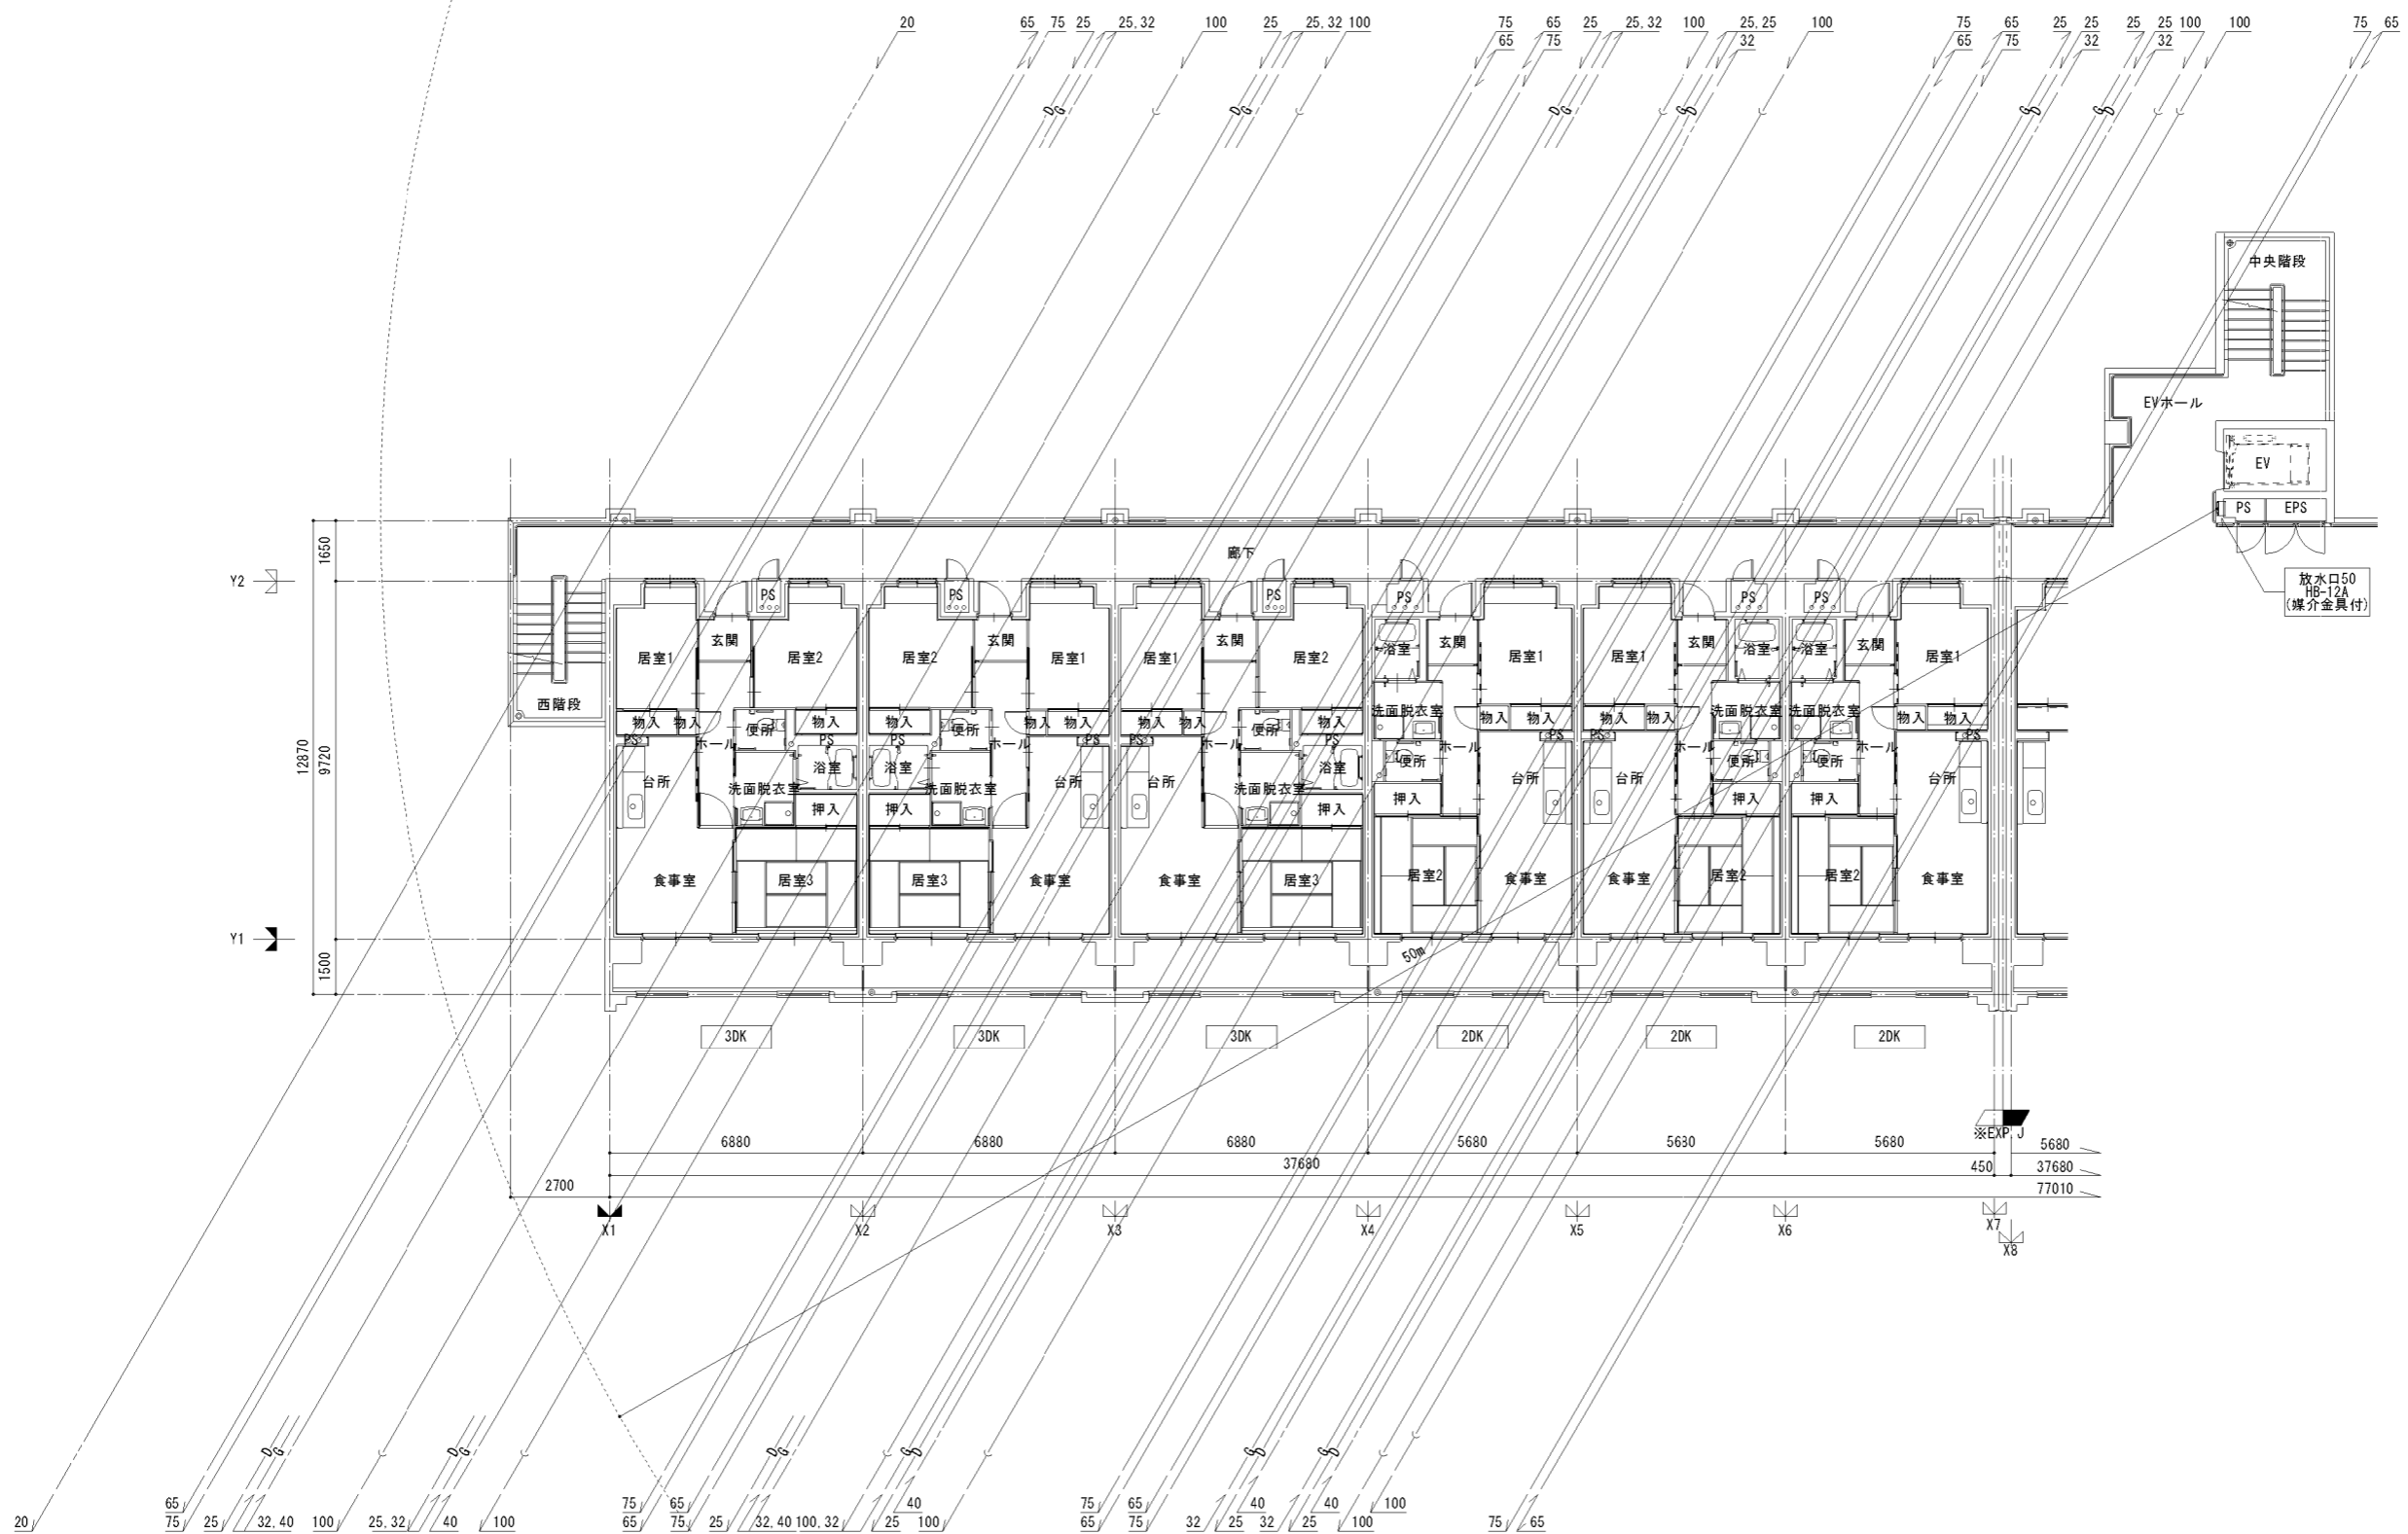 20
65 75 25 25,32 100
25 25,32 100
75 65 25 25,32 100 25,25 100
65 75 32
75 65 25 25 25 25 100 100
65 75 32 32
75 65
D G C D G C D G C G D C G D G D C C
中央階段
EVホール
EV
PS EPS
放水口50
HB-12A
(媒介金具付)
1650
12870
9720
1500
Y2
Y1
廊下
PS PS PS PS PS PS
西階段
居室1 玄関 居室2
居室2 玄関 居室1
居室1 玄関 居室2
浴室 玄関 居室1
居室1 玄関 浴室
浴室 玄関 居室1
物入 物入 便所 物入
物入 便所 物入 物入
物入 物入 便所 物入
洗面脱衣室 物入 物入
物入 物入 洗面脱衣室
洗面脱衣室 物入 物入
PS ホール PS
PS ホール PS
PS ホール PS
ホール PS
PS ホール
ホール PS
台所 洗面脱衣室 浴室 押入
浴室 押入 洗面脱衣室 台所
台所 洗面脱衣室 浴室 押入
便所 押入 台所
台所 便所 押入
便所 押入 台所
食事室 居室3
居室3 食事室
食事室 居室3
居室2 食事室
食事室 居室2
居室2 食事室
50m
3DK 3DK 3DK 2DK 2DK 2DK
※EXP.J
6880 6880 6880 5680 5680 5680 5680
37680 450 37680
2700 77010
X1 X2 X3 X4 X5 X6 X7
X8
D G C D G C D G C G D C G D G D C C
65 75 65 40 75 65 40 40 100
20 75 25 32,40 100 25,32 40 100 65 75 25 32,40 100,32 25 100 65 75 32 25 32 25 100 75 65